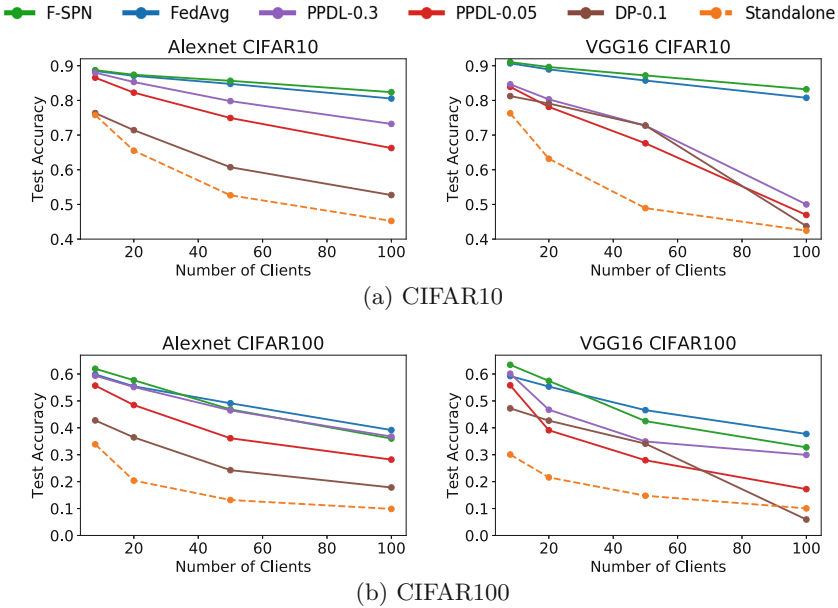 F-SPN FedAvg PPDL-0.3 PPDL-0.05 DP-0.1 Standalone
Alexnet CIFAR10
Test Accuracy
0.9
0.8
0.7
0.6
0.5
0.4
20 40 60 80 100
Number of Clients
VGG16 CIFAR10
Test Accuracy
0.9
0.8
0.7
0.6
0.5
0.4
20 40 60 80 100
Number of Clients
(a) CIFAR10
Alexnet CIFAR100
Test Accuracy
0.6
0.5
0.4
0.3
0.2
0.1
0.0
20 40 60 80 100
Number of Clients
VGG16 CIFAR100
Test Accuracy
0.6
0.5
0.4
0.3
0.2
0.1
0.0
20 40 60 80 100
Number of Clients
(b) CIFAR100